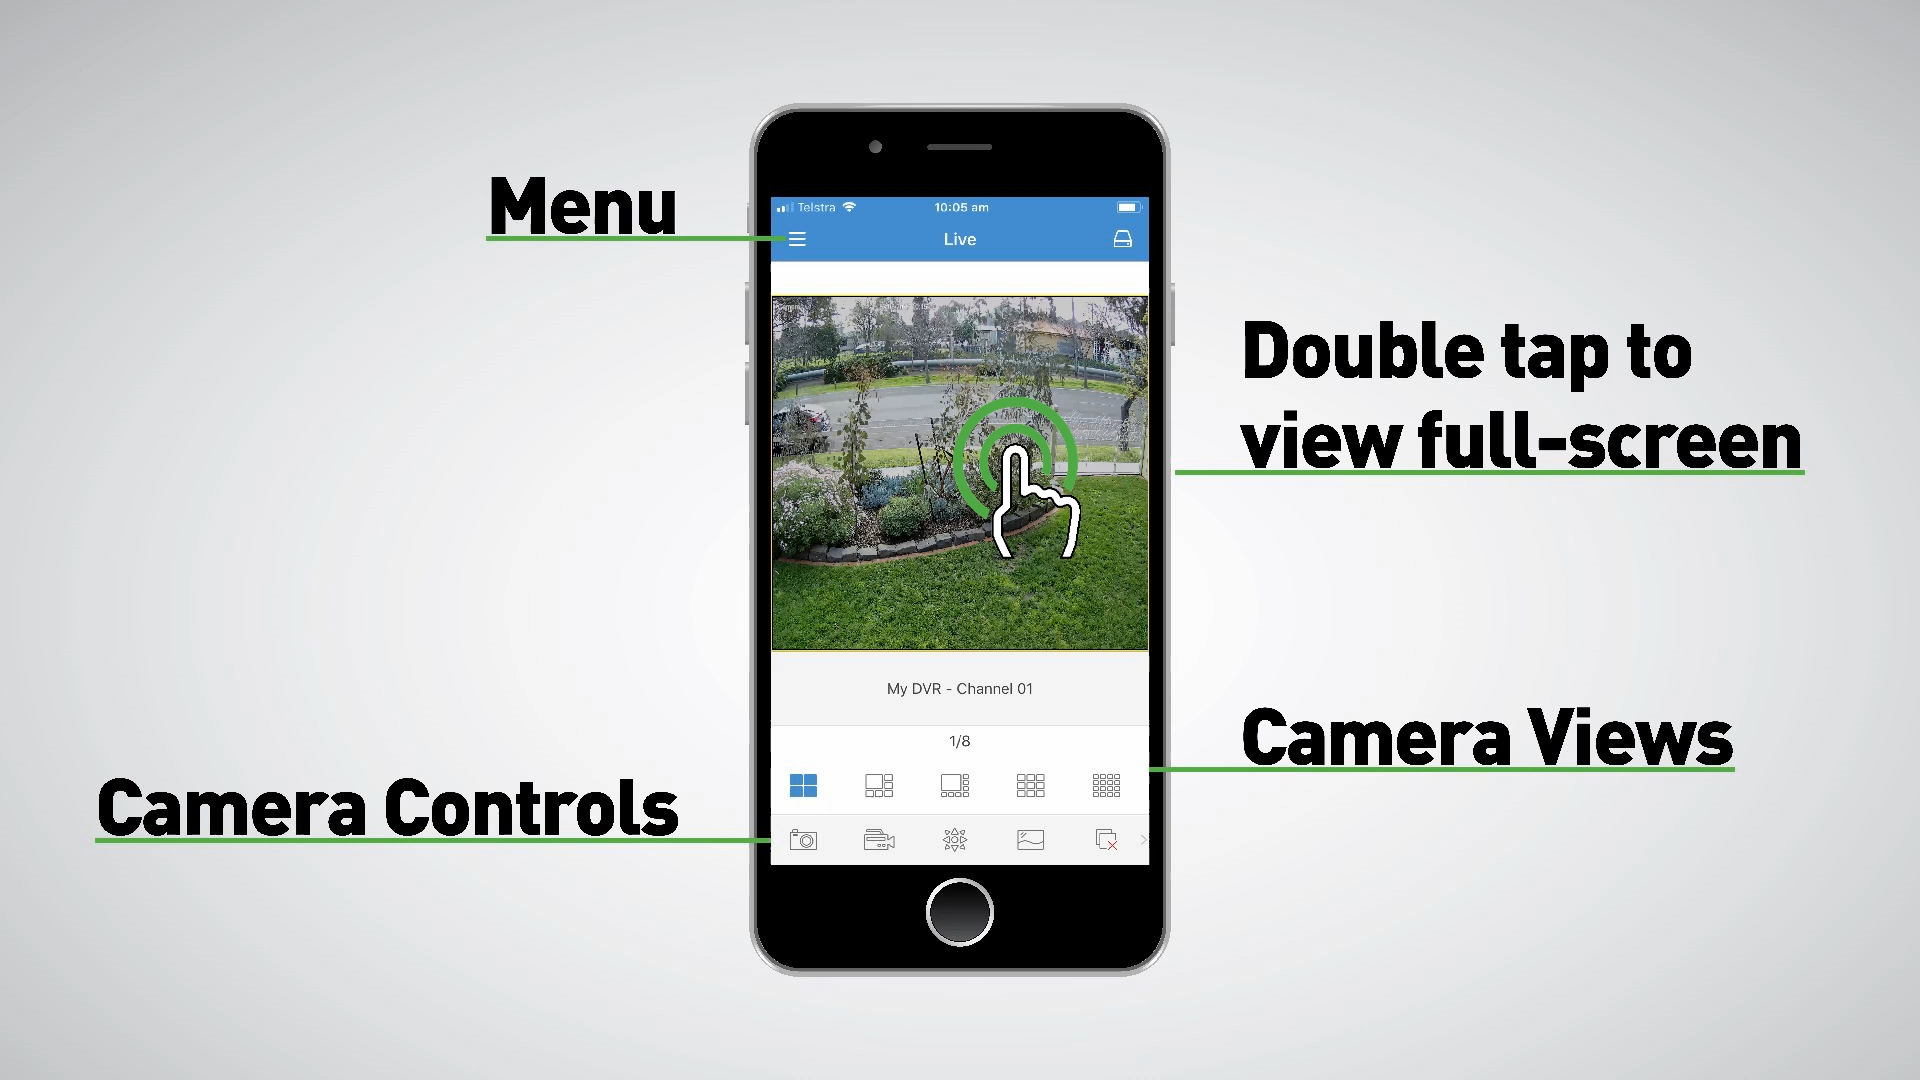 Menu
Telstra
10:05 am
Live
Double tap to
view full-screen
My DVR - Channel 01
1/8
Camera Views
Camera Controls